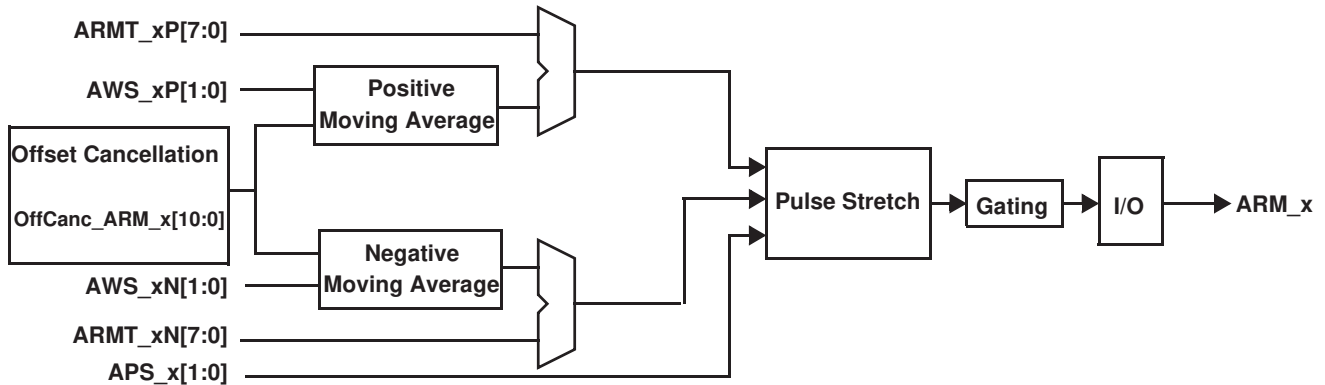 ARMT_xP[7:0]
AWS_xP[1:0]
Positive
Moving Average
Offset Cancellation
OffCanc_ARM_x[10:0]
Pulse Stretch
Gating
I/O
ARM_x
Negative
Moving Average
AWS_xN[1:0]
ARMT_xN[7:0]
APS_x[1:0]